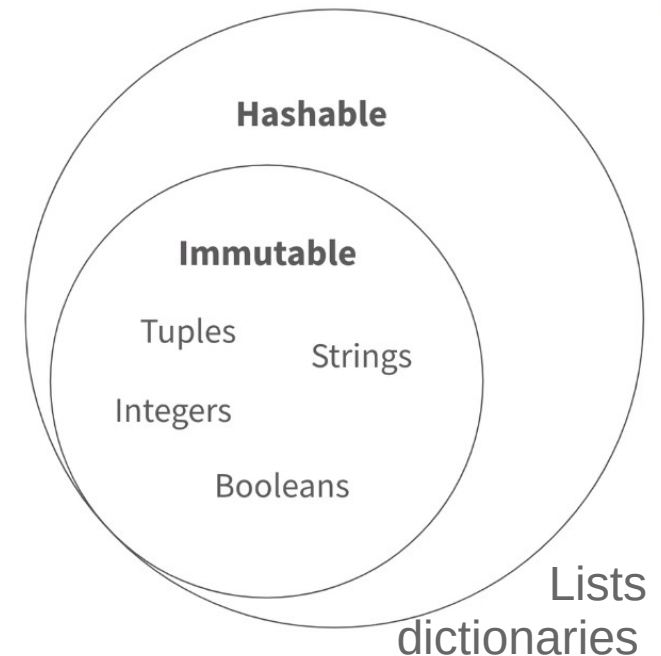 Hashable
Immutable
Tuples
Strings
Integers
Booleans
Lists
dictionaries